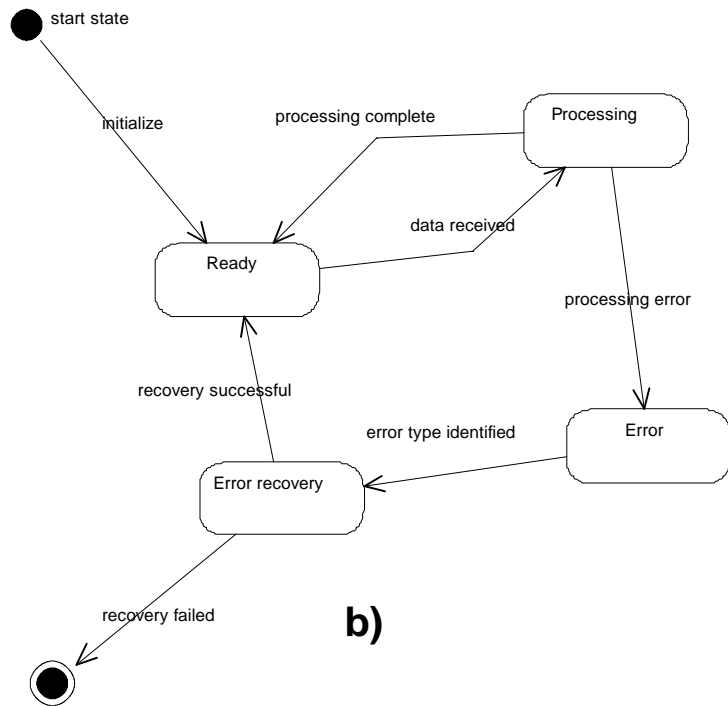 start state
initialize
processing complete
Processing
data received
Ready
processing error
recovery successful
error type identified
Error
Error recovery
recovery failed
b)